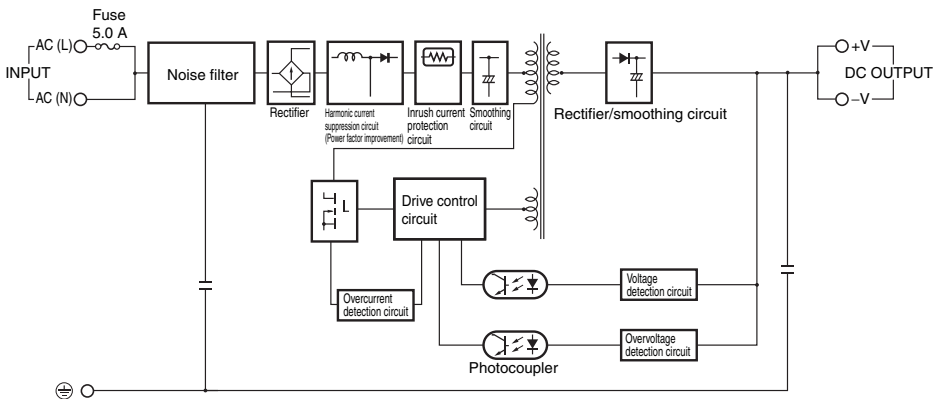 Fuse
5.0 A
AC (L)
INPUT
AC (N)
Noise filter
Rectifier
Harmonic current
suppression circuit
(Power factor improvement)
Inrush current
protection
circuit
Smoothing
circuit
Rectifier/smoothing circuit
+V
DC OUTPUT
–V
Drive control
circuit
Overcurrent
detection circuit
Voltage
detection circuit
Overvoltage
detection circuit
Photocoupler